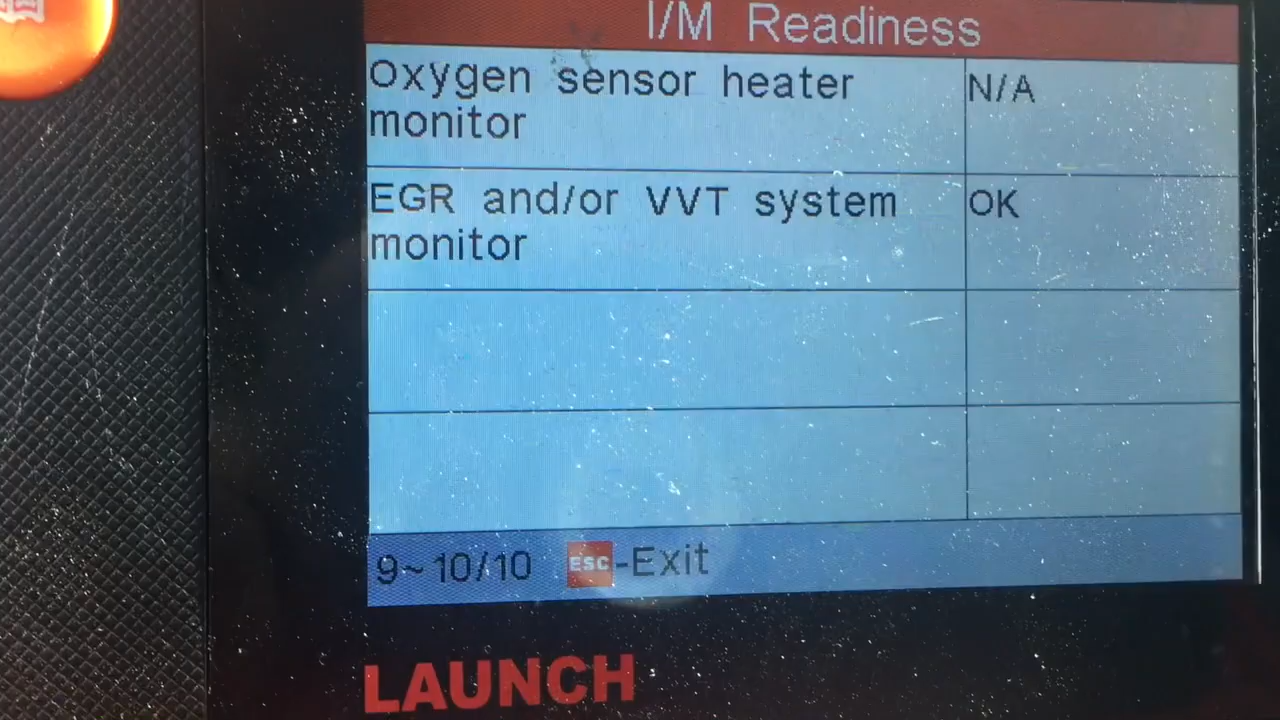 I/M Readiness
Oxygen sensor heater N/A
monitor
EGR and/or VVT system OK
monitor
9~10/10 ESC-Exit
LAUNCH